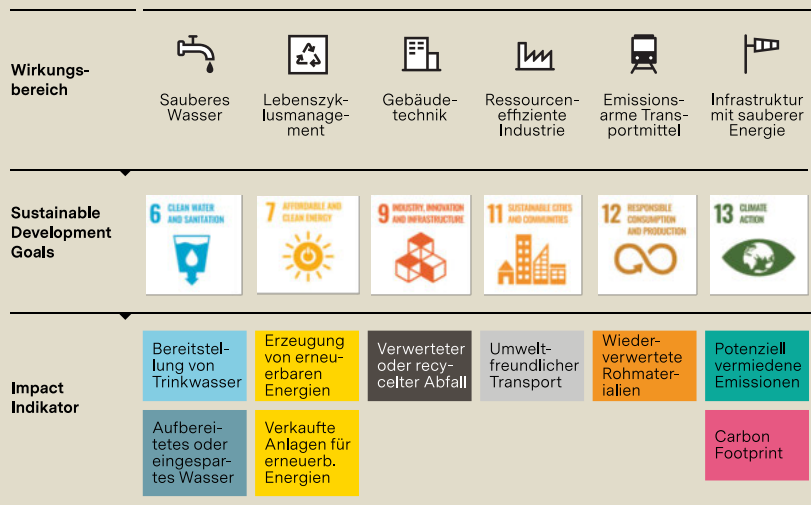 Wirkungs-
bereich
Sauberes
Wasser
Lebenszyk-
lusmanage-
ment
Gebäude-
technik
Ressourcen-
effiziente
Industrie
Emissions-
arme Trans-
portmittel
Infrastruktur
mit sauberer
Energie
Sustainable
Development
Goals
6 CLEAN WATER
AND SANITATION
7 AFFORDABLE AND
CLEAN ENERGY
9 INDUSTRY, INNOVATION
AND INFRASTRUCTURE
11 SUSTAINABLE CITIES
AND COMMUNITIES
12 RESPONSIBLE
CONSUMPTION
AND PRODUCTION
13 CLIMATE
ACTION
Impact
Indikator
Bereitstel-
lung von
Trinkwasser
Erzeugung
von erneu-
erbaren
Energien
Verwerteter
oder recy-
celter Abfall
Umwelt-
freundlicher
Transport
Wieder-
verwertete
Rohmater-
ialien
Potenziell
vermiedene
Emissionen
Aufberei-
tetes oder
eingespar-
tes Wasser
Verkaufte
Anlagen für
erneuerb.
Energien
Carbon
Footprint